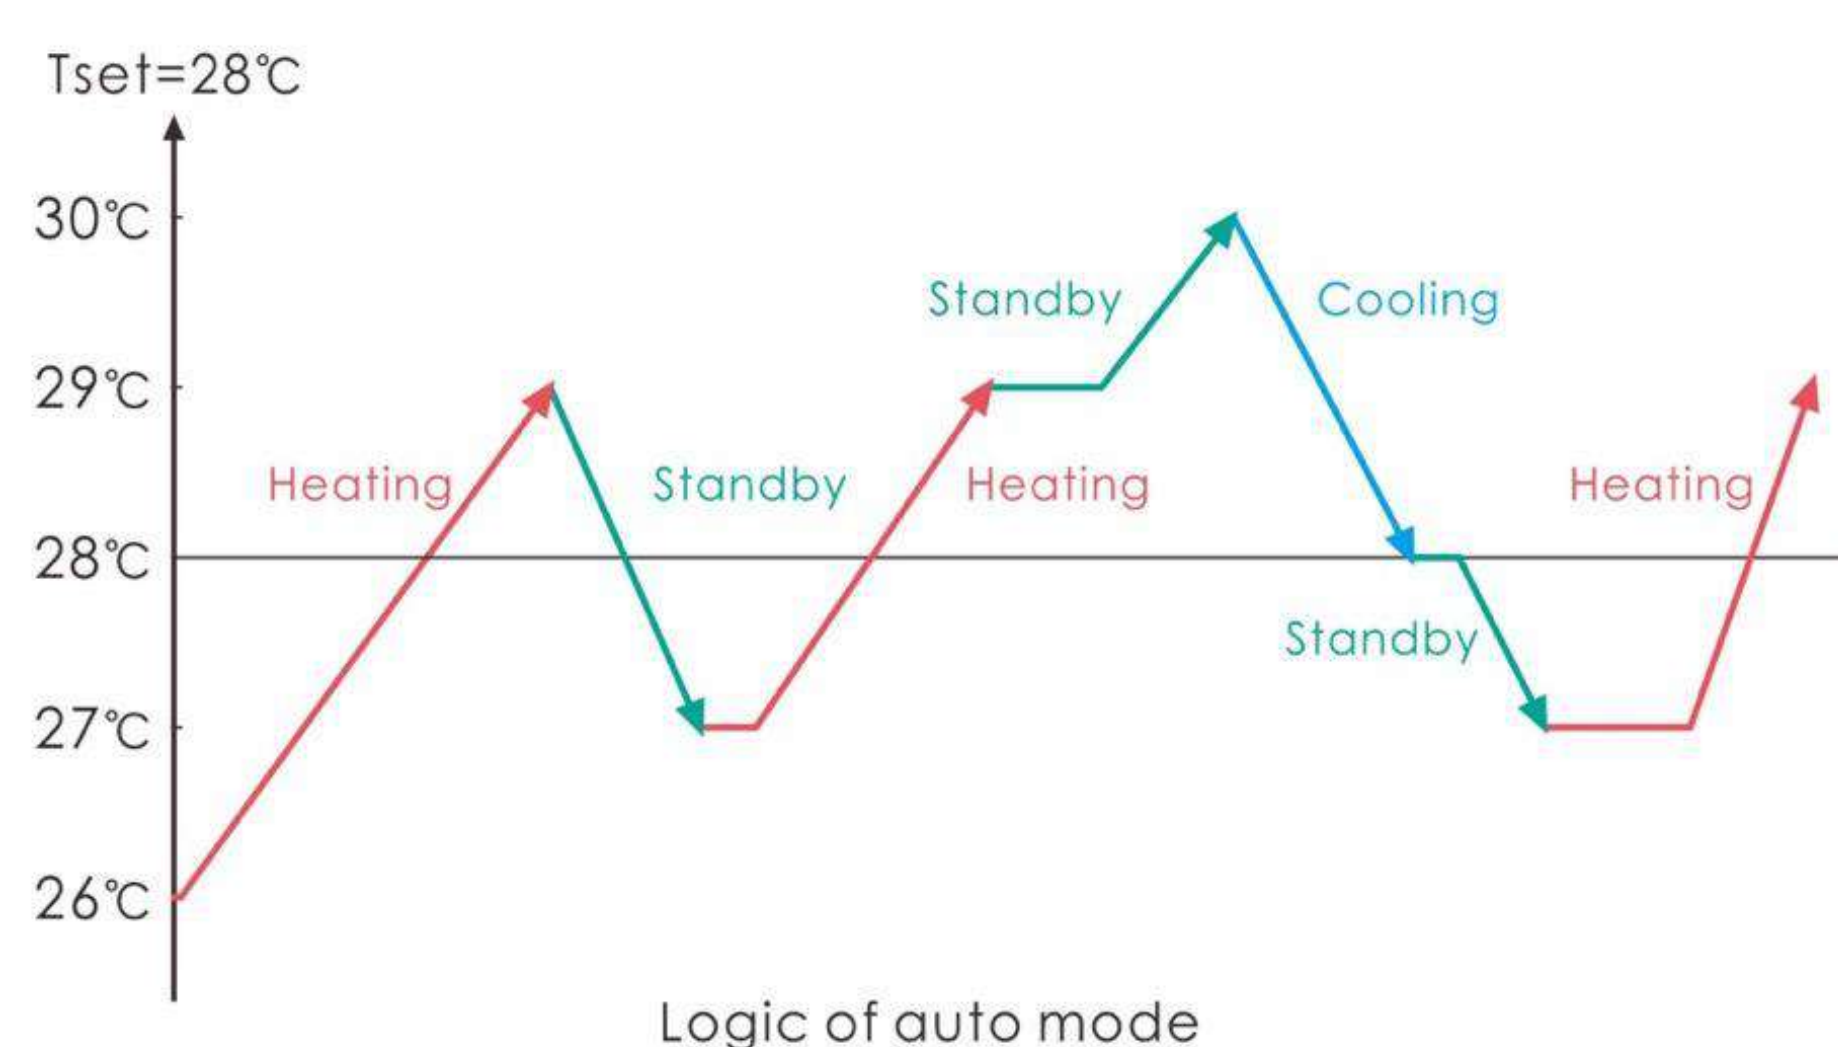 Tset=28℃
30℃
Standby
Cooling
29℃
Heating
Standby
Heating
Heating
28℃
Standby
27℃
26℃
Logic of auto mode